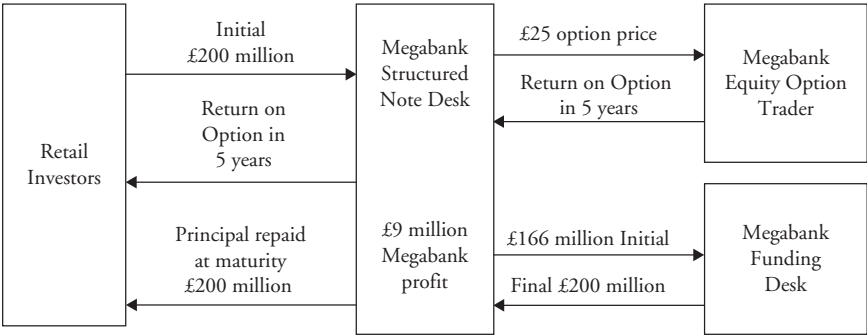 Retail
Investors
Initial
£200 million
Return on
Option in
5 years
Principal repaid
at maturity
£200 million
Megabank
Structured
Note Desk
£9 million
Megabank
profit
£25 option price
Return on Option
in 5 years
£166 million Initial
Final £200 million
Megabank
Equity Option
Trader
Megabank
Funding
Desk